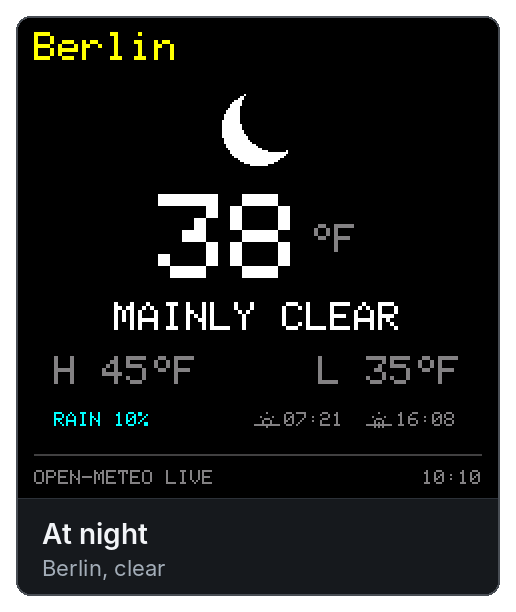 Berlin
38 °F
MAINLY CLEAR
H 45°F L 35°F
RAIN 10% 07:21 16:08
OPEN-METEO LIVE 10:10
At night
Berlin, clear